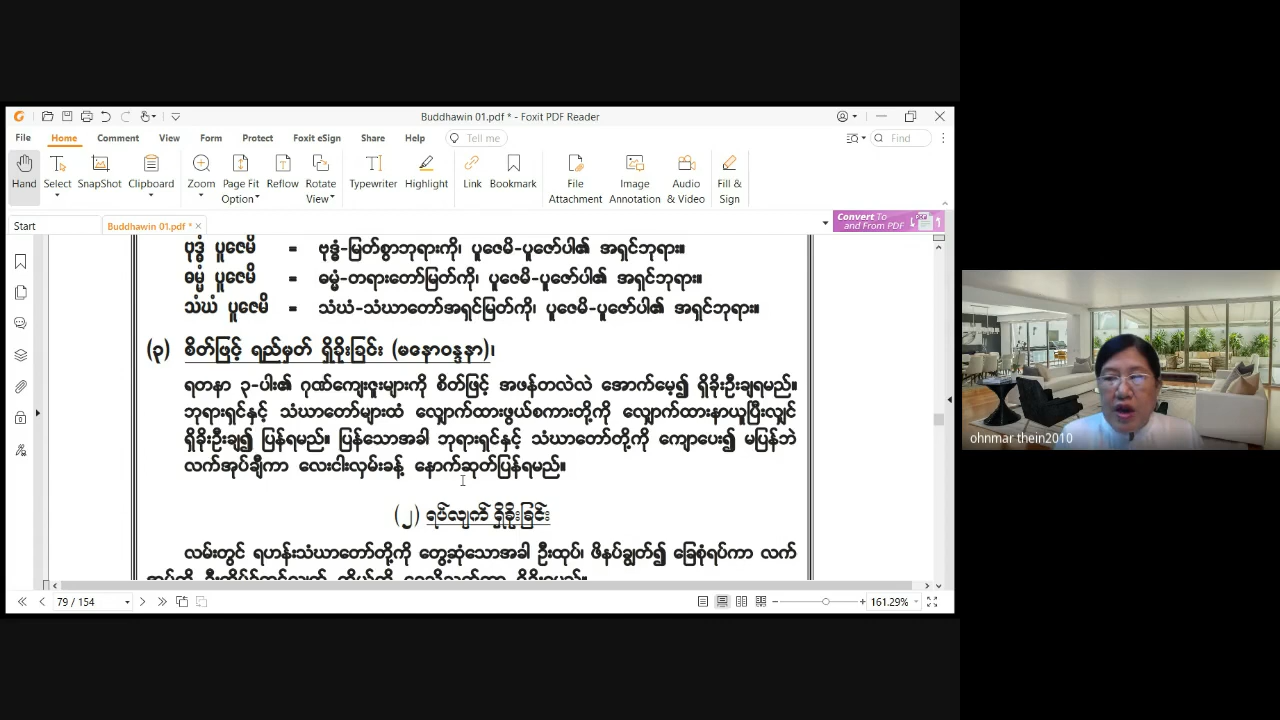 Buddhawin 01.pdf * - Foxit PDF Reader
File Home Comment View Form Protect Foxit eSign Share Help Tell me Find
Hand Select SnapShot Clipboard Zoom Page Fit Option Reflow Rotate View Typewriter Highlight Link Bookmark File Attachment Image Annotation Audio & Video Fill & Sign
Start Buddhawin 01.pdf * Convert To and From PDF
ဗုဒ္ဓံ ပူဇေမိ = ဗုဒ္ဓံ-မြတ်စွာဘုရားကို၊ ပူဇေမိ-ပူဇော်ပါ၏ အရှင်ဘုရား။
ဓမ္မံ ပူဇေမိ = ဓမ္မံ-တရားတော်မြတ်ကို၊ ပူဇေမိ-ပူဇော်ပါ၏ အရှင်ဘုရား။
သံဃံ ပူဇေမိ = သံဃံ-သံဃာတော်အရှင်မြတ်ကို၊ ပူဇေမိ-ပူဇော်ပါ၏ အရှင်ဘုရား။
(၃) စိတ်ဖြင့် ရည်မှတ် ရှိခိုးခြင်း (မနောဝန္ဒနာ)၊
ရတနာ ၃-ပါး၏ ဂုဏ်ကျေးဇူးများကို စိတ်ဖြင့် အဖန်တလဲလဲ အောက်မေ့၍ ရှိခိုးဦးချရမည်။
ဘုရားရှင်နှင့် သံဃာတော်များထံ လျှောက်ထားဖွယ်စကားတို့ကို လျှောက်ထားနာယူပြီးလျှင်
ရှိခိုးဦးချ၍ ပြန်ရမည်။ ပြန်သောအခါ ဘုရားရှင်နှင့် သံဃာတော်တို့ကို ကျောပေး၍ မပြန်ဘဲ
လက်အုပ်ချီကာ လေးငါးလှမ်းခန့် နောက်ဆုတ်ပြန်ရမည်။
(၂) ရပ်လျက် ရှိခိုးခြင်း
လမ်းတွင် ရဟန်းသံဃာတော်တို့ကို တွေ့ဆုံသောအခါ ဦးထုပ်၊ ဖိနပ်ချွတ်၍ ခြေစုံရပ်ကာ လက်
79 / 154 161.29%
ohnmar thein2010